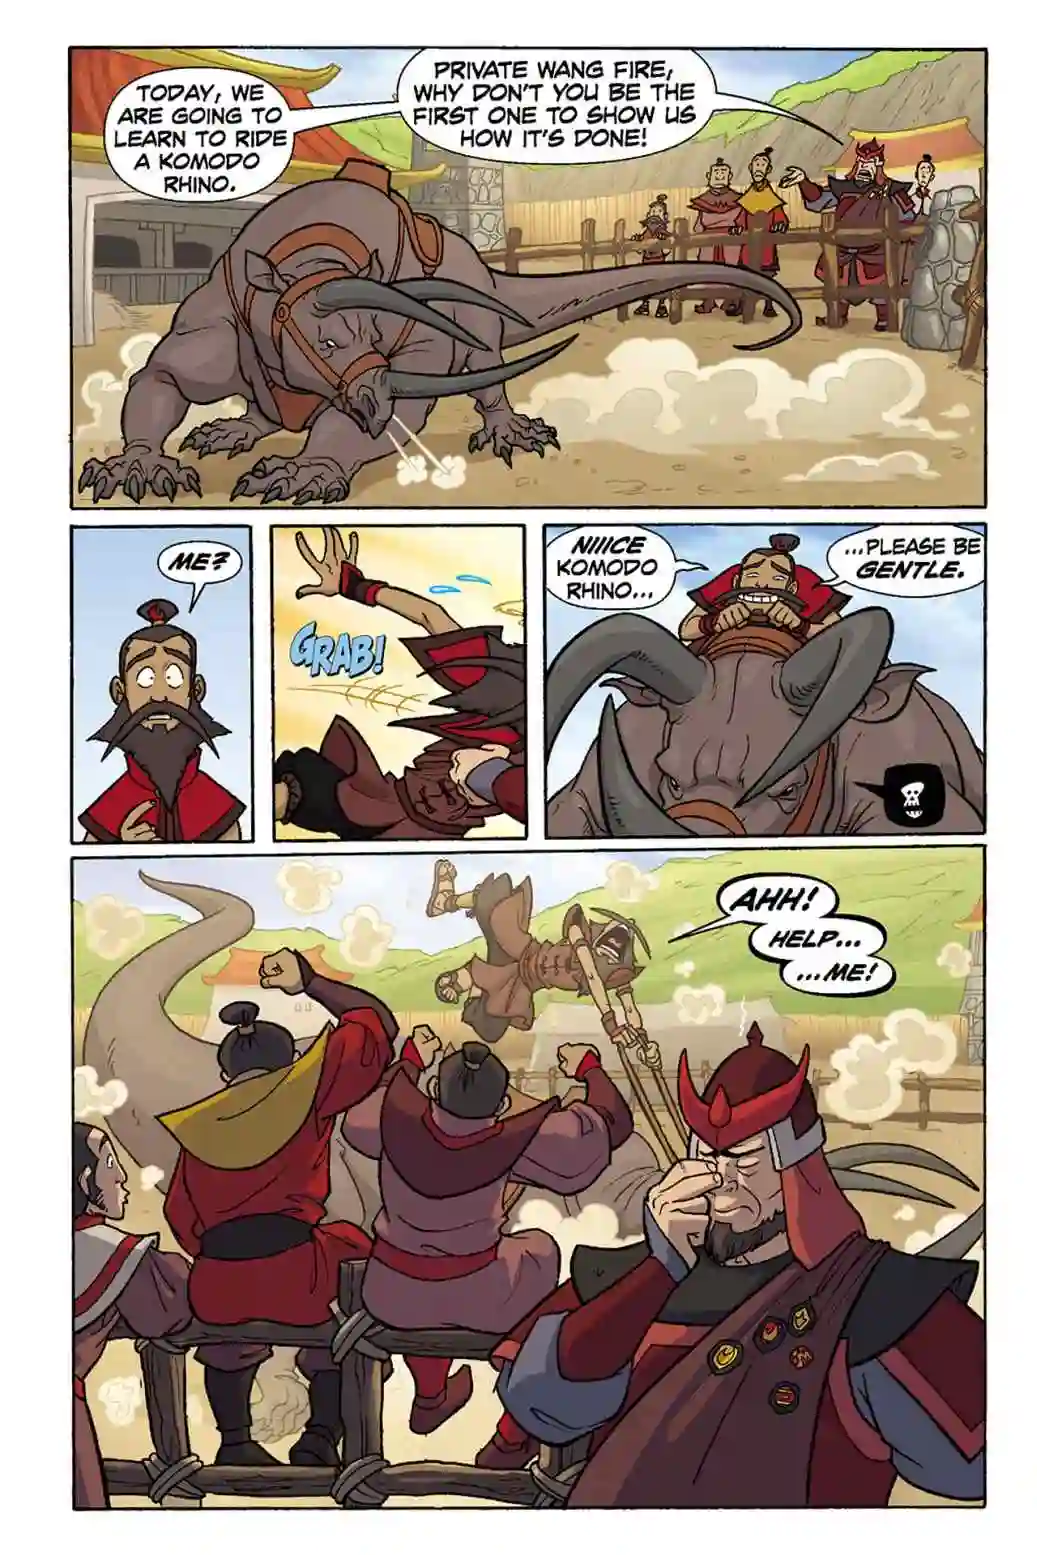 TODAY, WE
ARE GOING TO
LEARN TO RIDE
A KOMODO
RHINO.
PRIVATE WANG FIRE,
WHY DON'T YOU BE THE
FIRST ONE TO SHOW US
HOW IT'S DONE!
ME?
GRAB!
NIIICE
KOMODO
RHINO...
...PLEASE BE
GENTLE.
AHH!
HELP...
...ME!